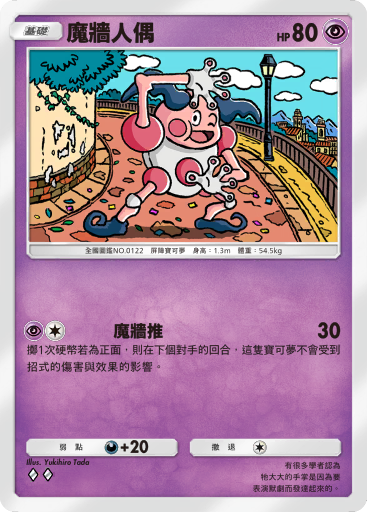 基礎 魔牆人偶 HP 80
全國圖鑑NO.0122 屏障寶可夢 身高:1.3m 體重:54.5kg
魔牆推 30
擲1次硬幣若為正面,則在下個對手的回合,這隻寶可夢不會受到
招式的傷害與效果的影響。
弱點 +20 撤退
Illus. Yukihiro Tada
有很多學者認為
牠大大的手掌是因為要
表演默劇而發達起來的。